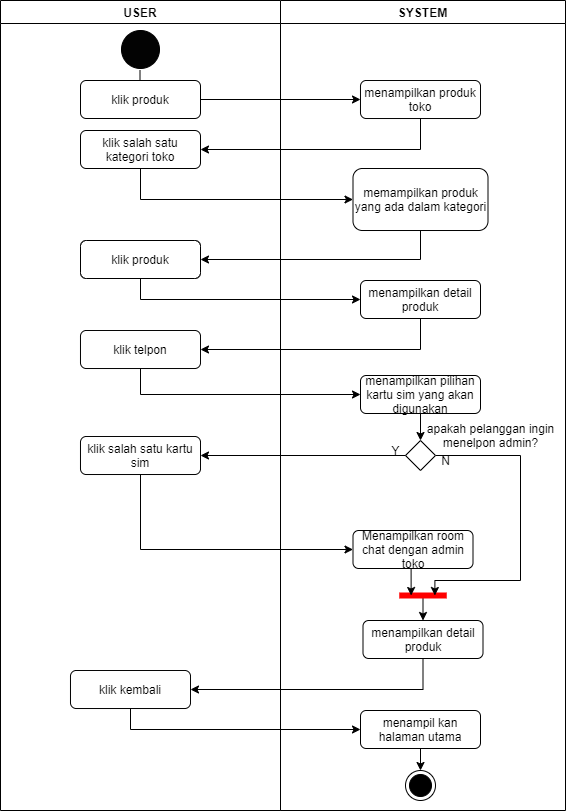 USER
SYSTEM
klik produk
menampilkan produk
toko
klik salah satu
kategori toko
memampilkan produk
yang ada dalam kategori
klik produk
menampilkan detail
produk
klik telpon
menampilkan pilihan
kartu sim yang akan
digunakan
apakah pelanggan ingin
menelpon admin?
Y
N
klik salah satu kartu
sim
Menampilkan room
chat dengan admin
toko
menampilkan detail
produk
klik kembali
menampil kan
halaman utama